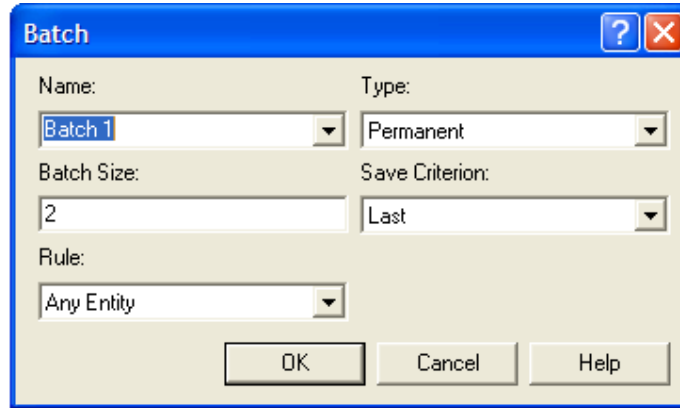 Batch
Name:
Type:
Batch 1
Permanent
Batch Size:
Save Criterion:
2
Last
Rule:
Any Entity
OK
Cancel
Help